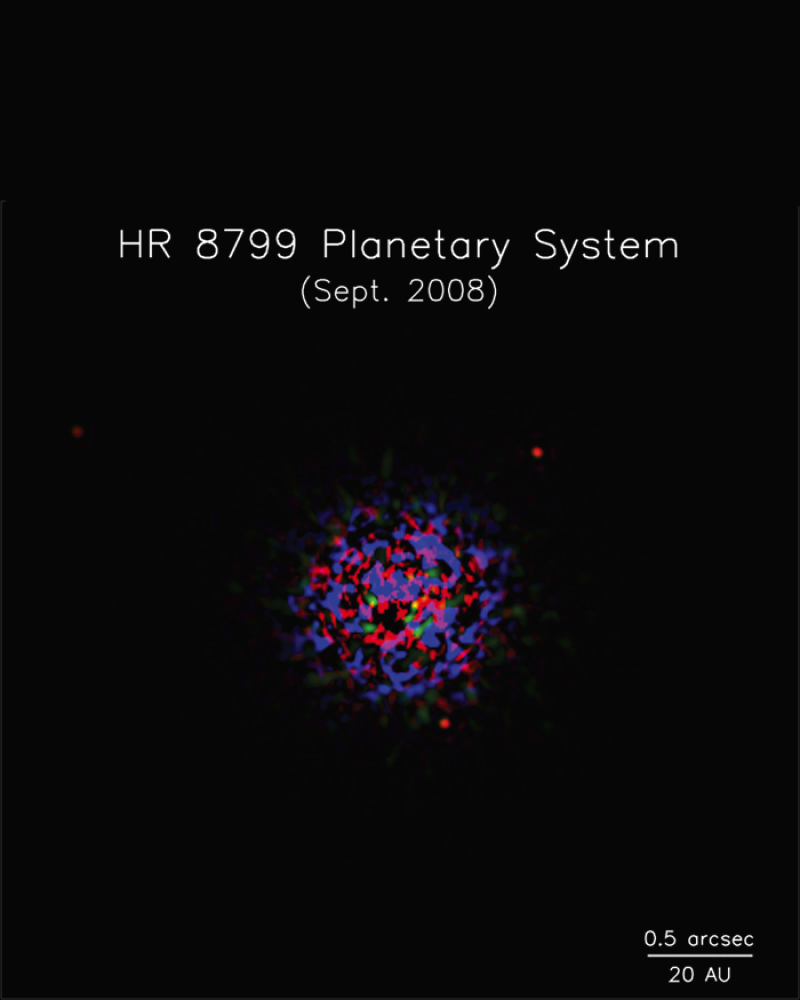 HR 8799 Planetary System
(Sept. 2008)
0.5 arcsec
20 AU